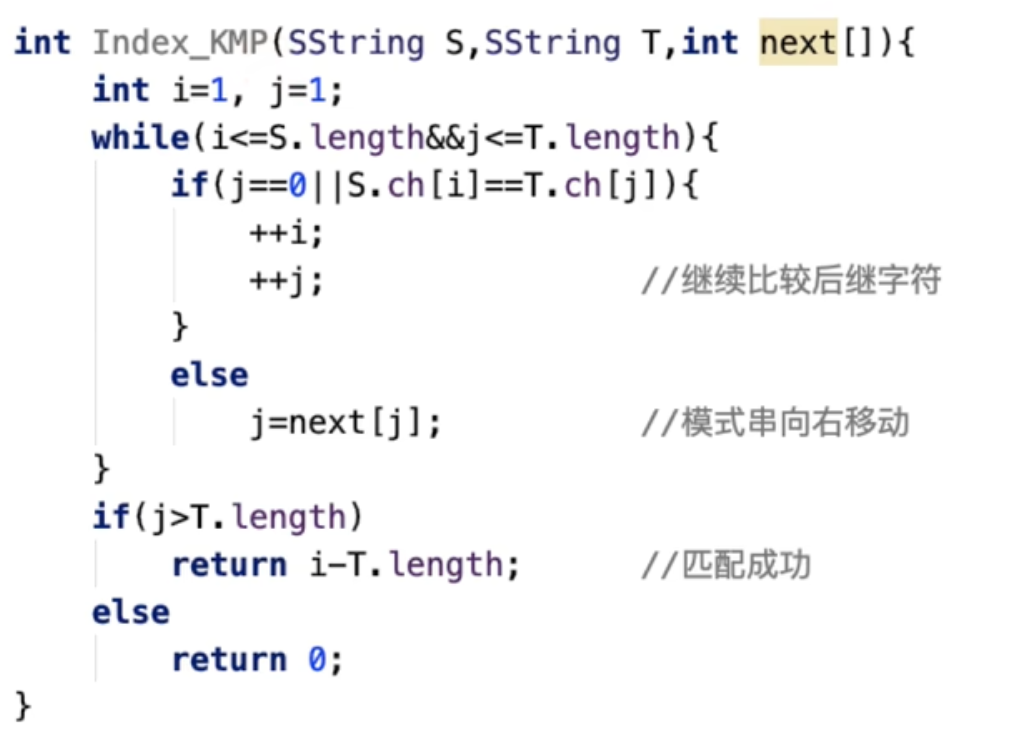 int Index_KMP(SString S,SString T,int next[]){
    int i=1, j=1;
    while(i<=S.length&&j<=T.length){
        if(j==0||S.ch[i]==T.ch[j]){
            ++i;
            ++j;                //继续比较后继字符
        }
        else
            j=next[j];          //模式串向右移动
    }
    if(j>T.length)
        return i-T.length;      //匹配成功
    else
        return 0;
}